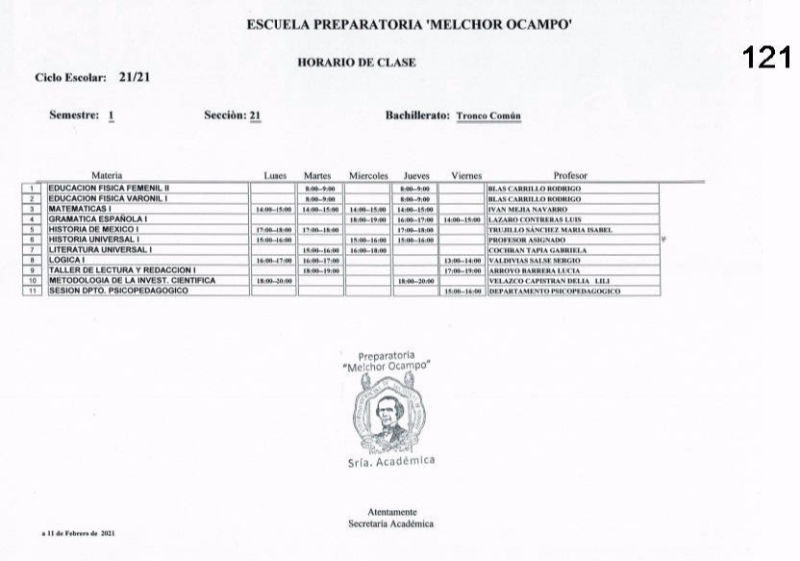 ESCUELA PREPARATORIA 'MELCHOR OCAMPO'
HORARIO DE CLASE
121
Ciclo Escolar: 21/21
Semestre: 1 Secciòn: 21 Bachillerato: Tronco Común
Materia Lunes Martes Miercoles Jueves Viernes Profesor
1 EDUCACION FISICA FEMENIL II 8:00--9:00 8:00--9:00 BLAS CARRILLO RODRIGO
2 EDUCACION FISICA VARONIL I 8:00--9:00 8:00--9:00 BLAS CARRILLO RODRIGO
3 MATEMATICAS I 14:00--15:00 14:00--15:00 14:00--15:00 14:00--15:00 IVAN MEJIA NAVARRO
4 GRAMATICA ESPAÑOLA I 18:00--19:00 16:00--17:00 14:00--15:00 LAZARO CONTRERAS LUIS
5 HISTORIA DE MEXICO I 17:00--18:00 17:00--18:00 17:00--18:00 TRUJILLO SÁNCHEZ MARIA ISABEL
6 HISTORIA UNIVERSAL I 15:00--16:00 15:00--16:00 15:00--16:00 PROFESOR ASIGNADO
7 LITERATURA UNIVERSAL I 15:00--16:00 16:00--18:00 COCHRAN TAPIA GABRIELA
8 LOGICA I 16:00--17:00 16:00--17:00 13:00--14:00 VALDIVIAS SALSE SERGIO
9 TALLER DE LECTURA Y REDACCION I 18:00--19:00 17:00--19:00 ARROYO BARRERA LUCIA
10 METODOLOGIA DE LA INVEST. CIENTIFICA 18:00--20:00 18:00--20:00 VELAZCO CAPISTRAN DELIA LILI
11 SESION DPTO. PSICOPEDAGOGICO 15:00--16:00 DEPARTAMENTO PSICOPEDAGOGICO
Preparatoria
"Melchor Ocampo"
Sría. Académica
Atentamente
Secretaria Académica
a 11 de Febrero de 2021